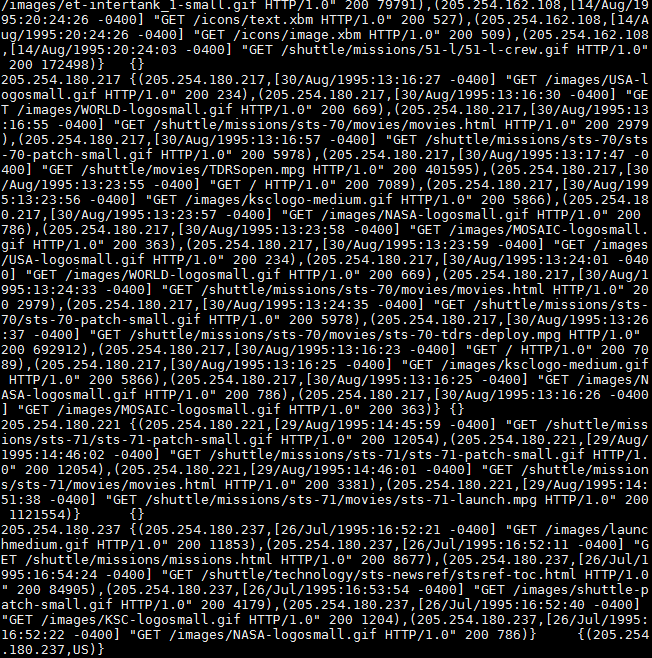 /images/et-intertank_1-small.gif HTTP/1.0" 200 79791),(205.254.162.108,[14/Aug/19
95:20:24:26 -0400] "GET /icons/text.xbm HTTP/1.0" 200 527),(205.254.162.108,[14/A
ug/1995:20:24:26 -0400] "GET /icons/image.xbm HTTP/1.0" 200 509),(205.254.162.108
,[14/Aug/1995:20:24:03 -0400] "GET /shuttle/missions/51-l/51-l-crew.gif HTTP/1.0"
 200 172498)} {}
205.254.180.217 {(205.254.180.217,[30/Aug/1995:13:16:27 -0400] "GET /images/USA-l
ogosmall.gif HTTP/1.0" 200 234),(205.254.180.217,[30/Aug/1995:13:16:30 -0400] "GE
T /images/WORLD-logosmall.gif HTTP/1.0" 200 669),(205.254.180.217,[30/Aug/1995:13
:16:55 -0400] "GET /shuttle/missions/sts-70/movies/movies.html HTTP/1.0" 200 2979
),(205.254.180.217,[30/Aug/1995:13:16:57 -0400] "GET /shuttle/missions/sts-70/sts
-70-patch-small.gif HTTP/1.0" 200 5978),(205.254.180.217,[30/Aug/1995:13:17:47 -0
400] "GET /shuttle/movies/TDRSopen.mpg HTTP/1.0" 200 401595),(205.254.180.217,[30
/Aug/1995:13:23:55 -0400] "GET / HTTP/1.0" 200 7089),(205.254.180.217,[30/Aug/199
5:13:23:56 -0400] "GET /images/ksclogo-medium.gif HTTP/1.0" 200 5866),(205.254.18
0.217,[30/Aug/1995:13:23:57 -0400] "GET /images/NASA-logosmall.gif HTTP/1.0" 200
786),(205.254.180.217,[30/Aug/1995:13:23:58 -0400] "GET /images/MOSAIC-logosmall.
gif HTTP/1.0" 200 363),(205.254.180.217,[30/Aug/1995:13:23:59 -0400] "GET /images
/USA-logosmall.gif HTTP/1.0" 200 234),(205.254.180.217,[30/Aug/1995:13:24:01 -040
0] "GET /images/WORLD-logosmall.gif HTTP/1.0" 200 669),(205.254.180.217,[30/Aug/1
995:13:24:33 -0400] "GET /shuttle/missions/sts-70/movies/movies.html HTTP/1.0" 20
0 2979),(205.254.180.217,[30/Aug/1995:13:24:35 -0400] "GET /shuttle/missions/sts-
70/sts-70-patch-small.gif HTTP/1.0" 200 5978),(205.254.180.217,[30/Aug/1995:13:26
:37 -0400] "GET /shuttle/missions/sts-70/movies/sts-70-tdrs-deploy.mpg HTTP/1.0"
200 692912),(205.254.180.217,[30/Aug/1995:13:16:23 -0400] "GET / HTTP/1.0" 200 70
89),(205.254.180.217,[30/Aug/1995:13:16:25 -0400] "GET /images/ksclogo-medium.gif
 HTTP/1.0" 200 5866),(205.254.180.217,[30/Aug/1995:13:16:25 -0400] "GET /images/N
ASA-logosmall.gif HTTP/1.0" 200 786),(205.254.180.217,[30/Aug/1995:13:16:26 -0400
] "GET /images/MOSAIC-logosmall.gif HTTP/1.0" 200 363)} {}
205.254.180.221 {(205.254.180.221,[29/Aug/1995:14:45:59 -0400] "GET /shuttle/miss
ions/sts-71/sts-71-patch-small.gif HTTP/1.0" 200 12054),(205.254.180.221,[29/Aug/
1995:14:46:02 -0400] "GET /shuttle/missions/sts-71/sts-71-patch-small.gif HTTP/1.
0" 200 12054),(205.254.180.221,[29/Aug/1995:14:46:01 -0400] "GET /shuttle/mission
s/sts-71/movies/movies.html HTTP/1.0" 200 3381),(205.254.180.221,[29/Aug/1995:14:
51:38 -0400] "GET /shuttle/missions/sts-71/movies/sts-71-launch.mpg HTTP/1.0" 200
 1121554)} {}
205.254.180.237 {(205.254.180.237,[26/Jul/1995:16:52:21 -0400] "GET /images/launc
hmedium.gif HTTP/1.0" 200 11853),(205.254.180.237,[26/Jul/1995:16:52:11 -0400] "G
ET /shuttle/missions/missions.html HTTP/1.0" 200 8677),(205.254.180.237,[26/Jul/1
995:16:54:24 -0400] "GET /shuttle/technology/sts-newsref/stsref-toc.html HTTP/1.0
" 200 84905),(205.254.180.237,[26/Jul/1995:16:53:54 -0400] "GET /images/shuttle-p
atch-small.gif HTTP/1.0" 200 4179),(205.254.180.237,[26/Jul/1995:16:52:40 -0400]
"GET /images/KSC-logosmall.gif HTTP/1.0" 200 1204),(205.254.180.237,[26/Jul/1995:
16:52:22 -0400] "GET /images/NASA-logosmall.gif HTTP/1.0" 200 786)} {(205.254
.180.237,US)}